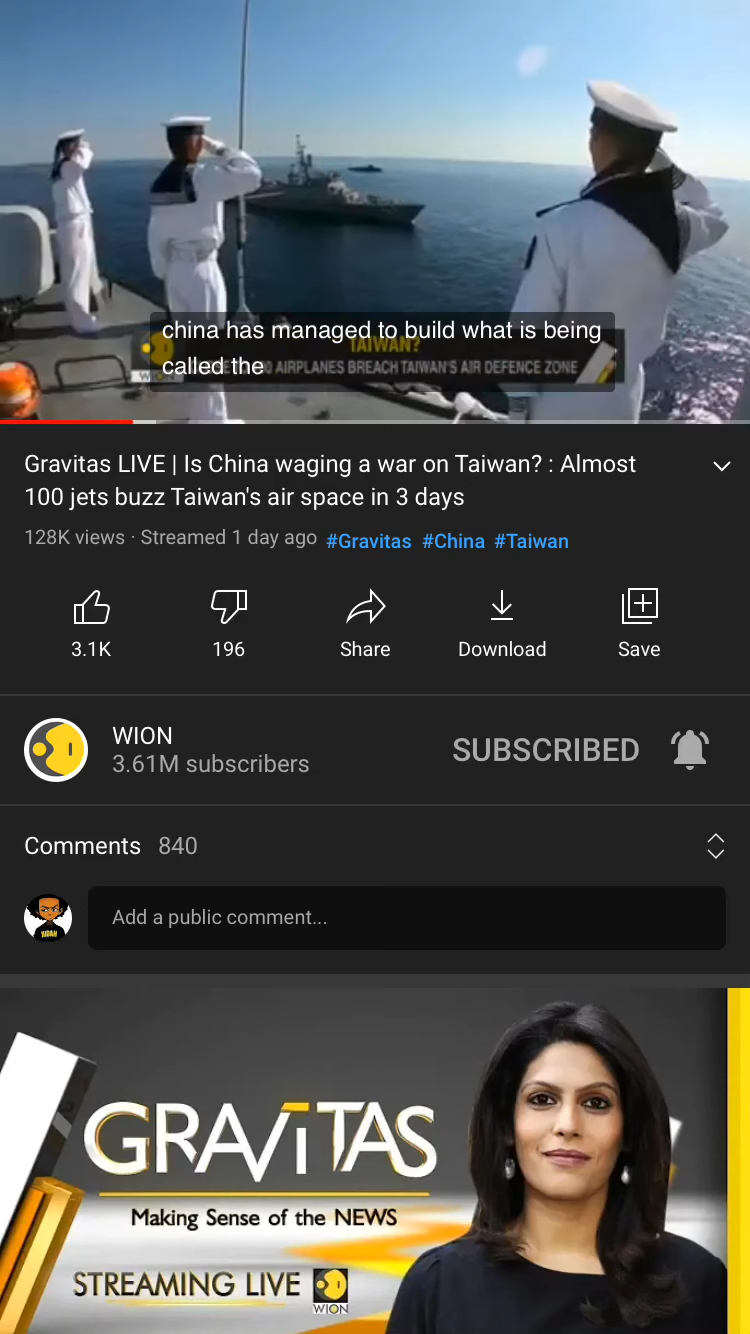 china has managed to build what is being
called the
TAIWAN?
00 AIRPLANES BREACH TAIWAN'S AIR DEFENCE ZONE
Gravitas LIVE | Is China waging a war on Taiwan? : Almost
100 jets buzz Taiwan's air space in 3 days
128K views · Streamed 1 day ago #Gravitas #China #Taiwan
3.1K 196 Share Download Save
WION
3.61M subscribers
SUBSCRIBED
Comments 840
Add a public comment...
GRAVITAS
Making Sense of the NEWS
STREAMING LIVE
WION